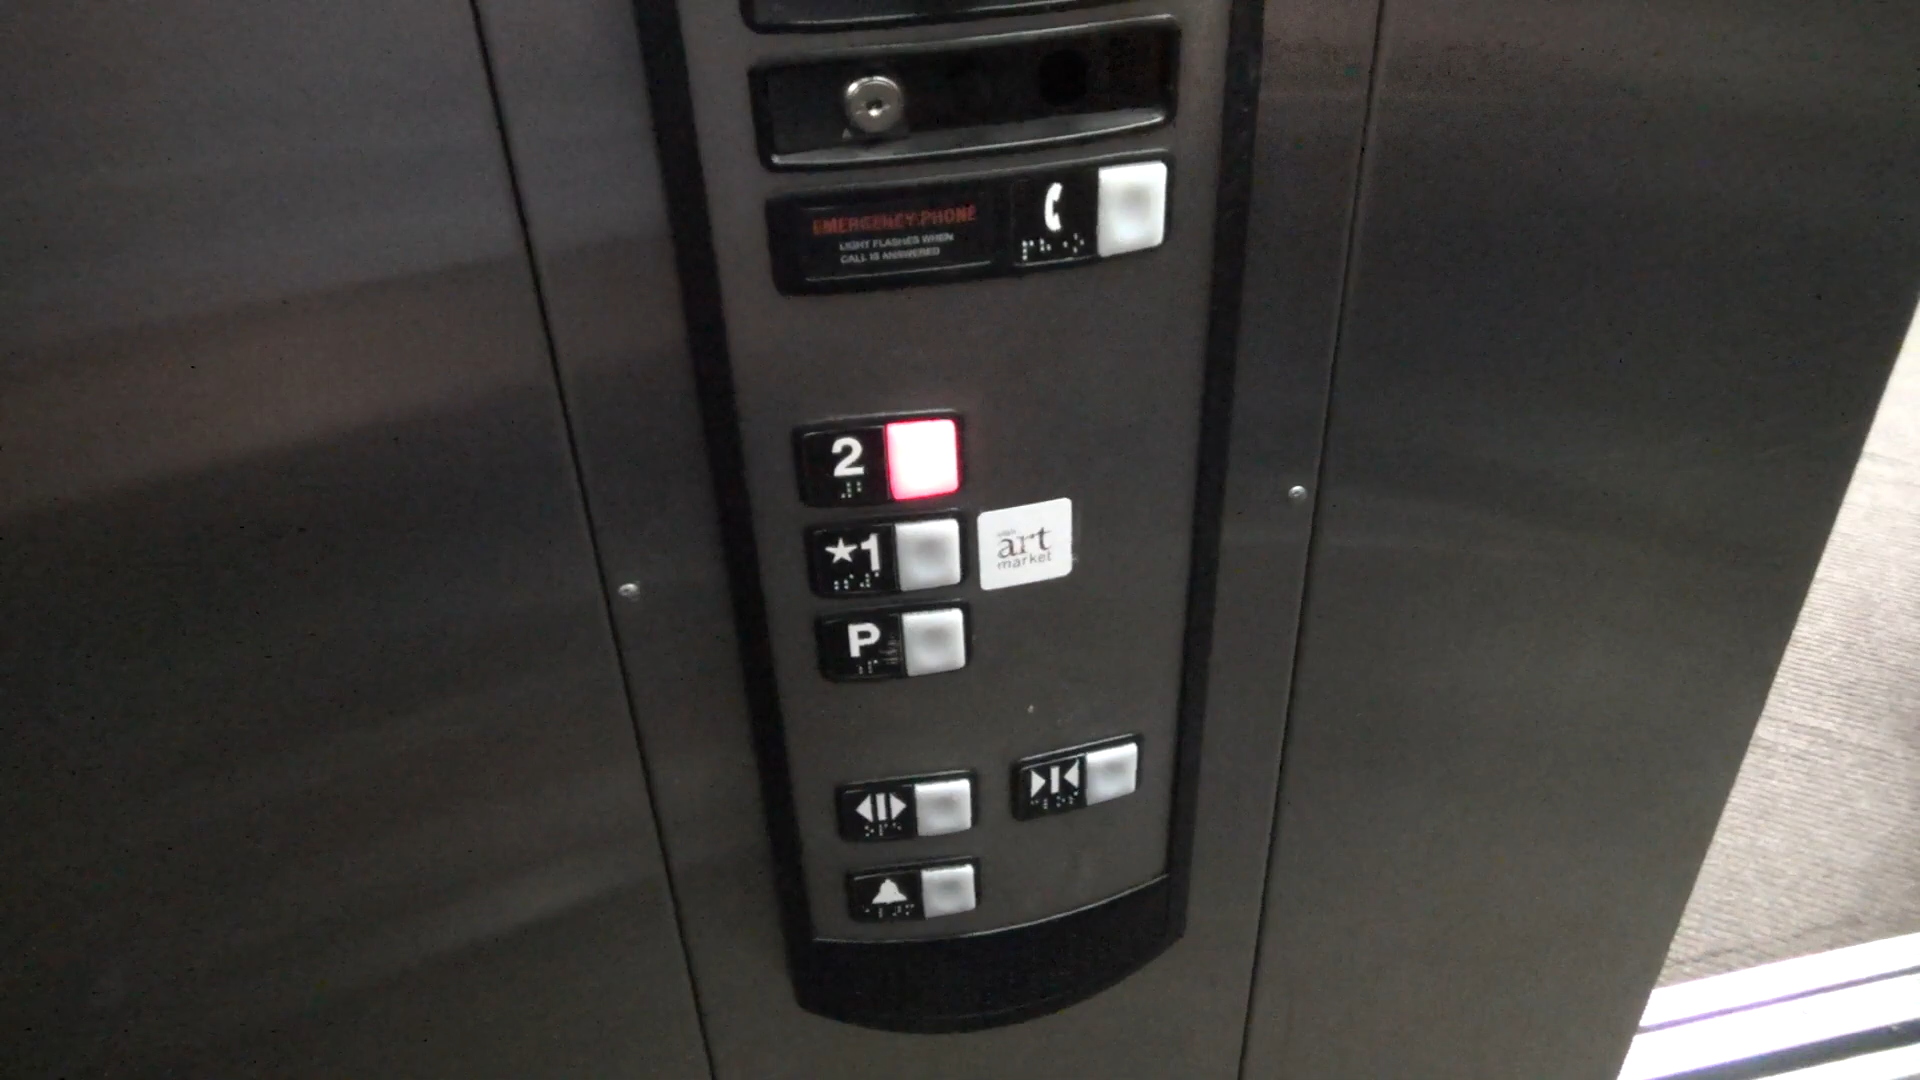 EMERGENCY PHONE
LIGHT FLASHES WHEN
CALL IS ANSWERED
2
★1
art
market
P